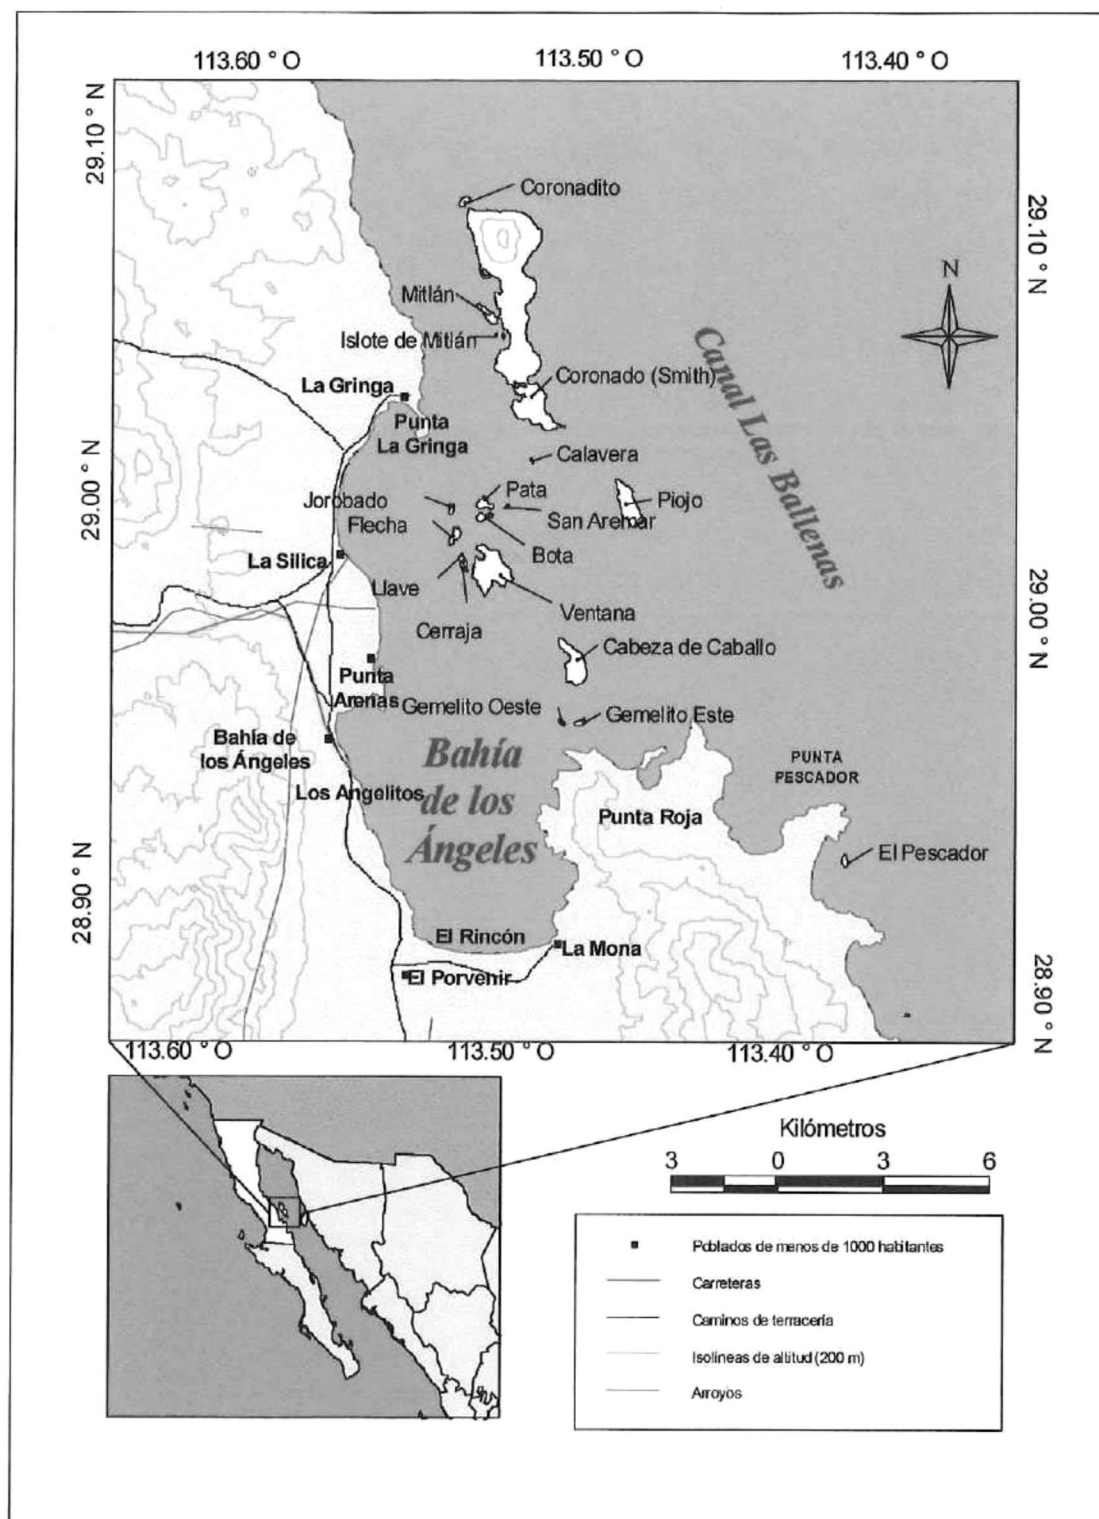 113.60 ° O
113.50 ° O
113.40 ° O
29.10 ° N
29.10 ° N
Coronadito
N
Mitlán
Islote de Mitlán
Canal Las Ballenas
La Gringa
Coronado (Smith)
Punta
La Gringa
Calavera
29.00 ° N
Jorobado
Pata
Piojo
Flecha
San Aremar
Bota
La Silica
Llave
Ventana
29.00 ° N
Cerraja
Cabeza de Caballo
Punta
Arenas
Gemelito Oeste
Gemelito Este
Bahía de
los Ángeles
Bahía
de los
Ángeles
PUNTA
PESCADOR
Los Angelitos
Punta Roja
El Pescador
28.90 ° N
El Rincón
La Mona
El Porvenir
28.90 ° N
113.60 ° O
113.50 ° O
113.40 ° O
Kilómetros
3 0 3 6
Poblados de menos de 1000 habitantes
Carreteras
Caminos de terracería
Isolíneas de altitud (200 m)
Arroyos